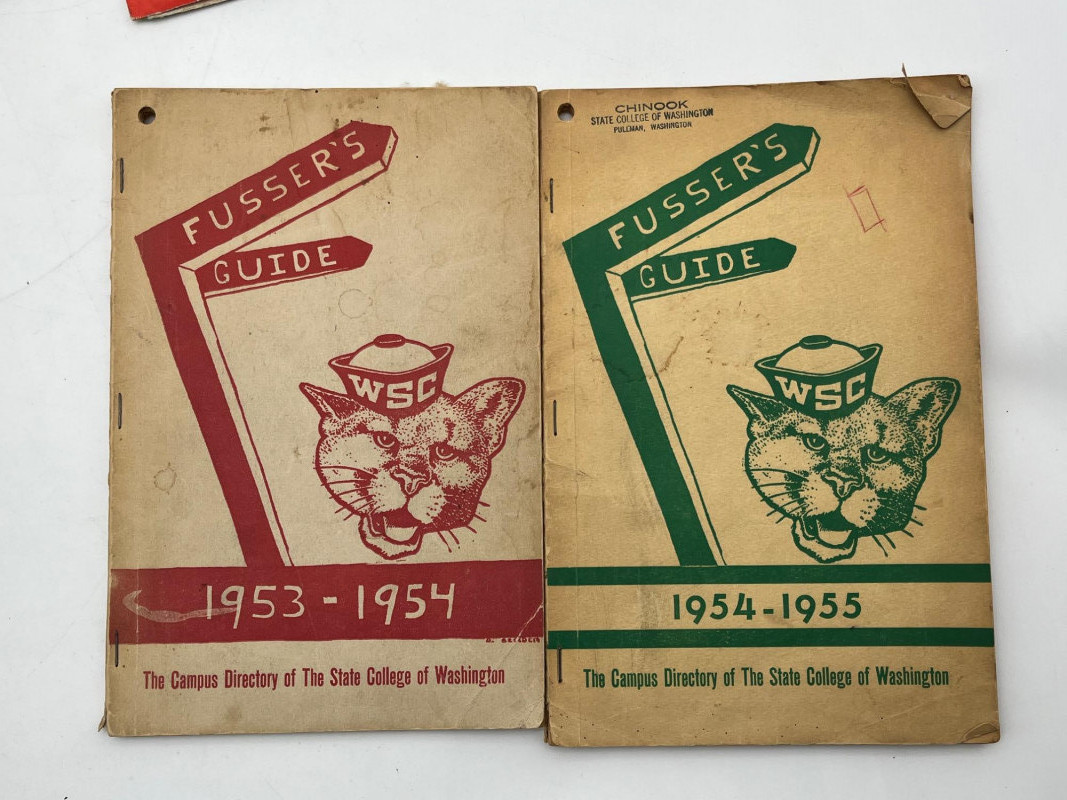 FUSSER'S
GUIDE
WSC
1953 - 1954
The Campus Directory of The State College of Washington
CHINOOK
STATE COLLEGE OF WASHINGTON
PULLMAN, WASHINGTON
FUSSER'S
GUIDE
WSC
1954-1955
The Campus Directory of The State College of Washington